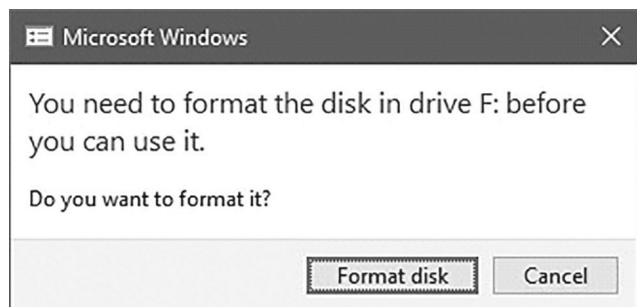 Microsoft Windows
You need to format the disk in drive F: before
you can use it.
Do you want to format it?
Format disk
Cancel